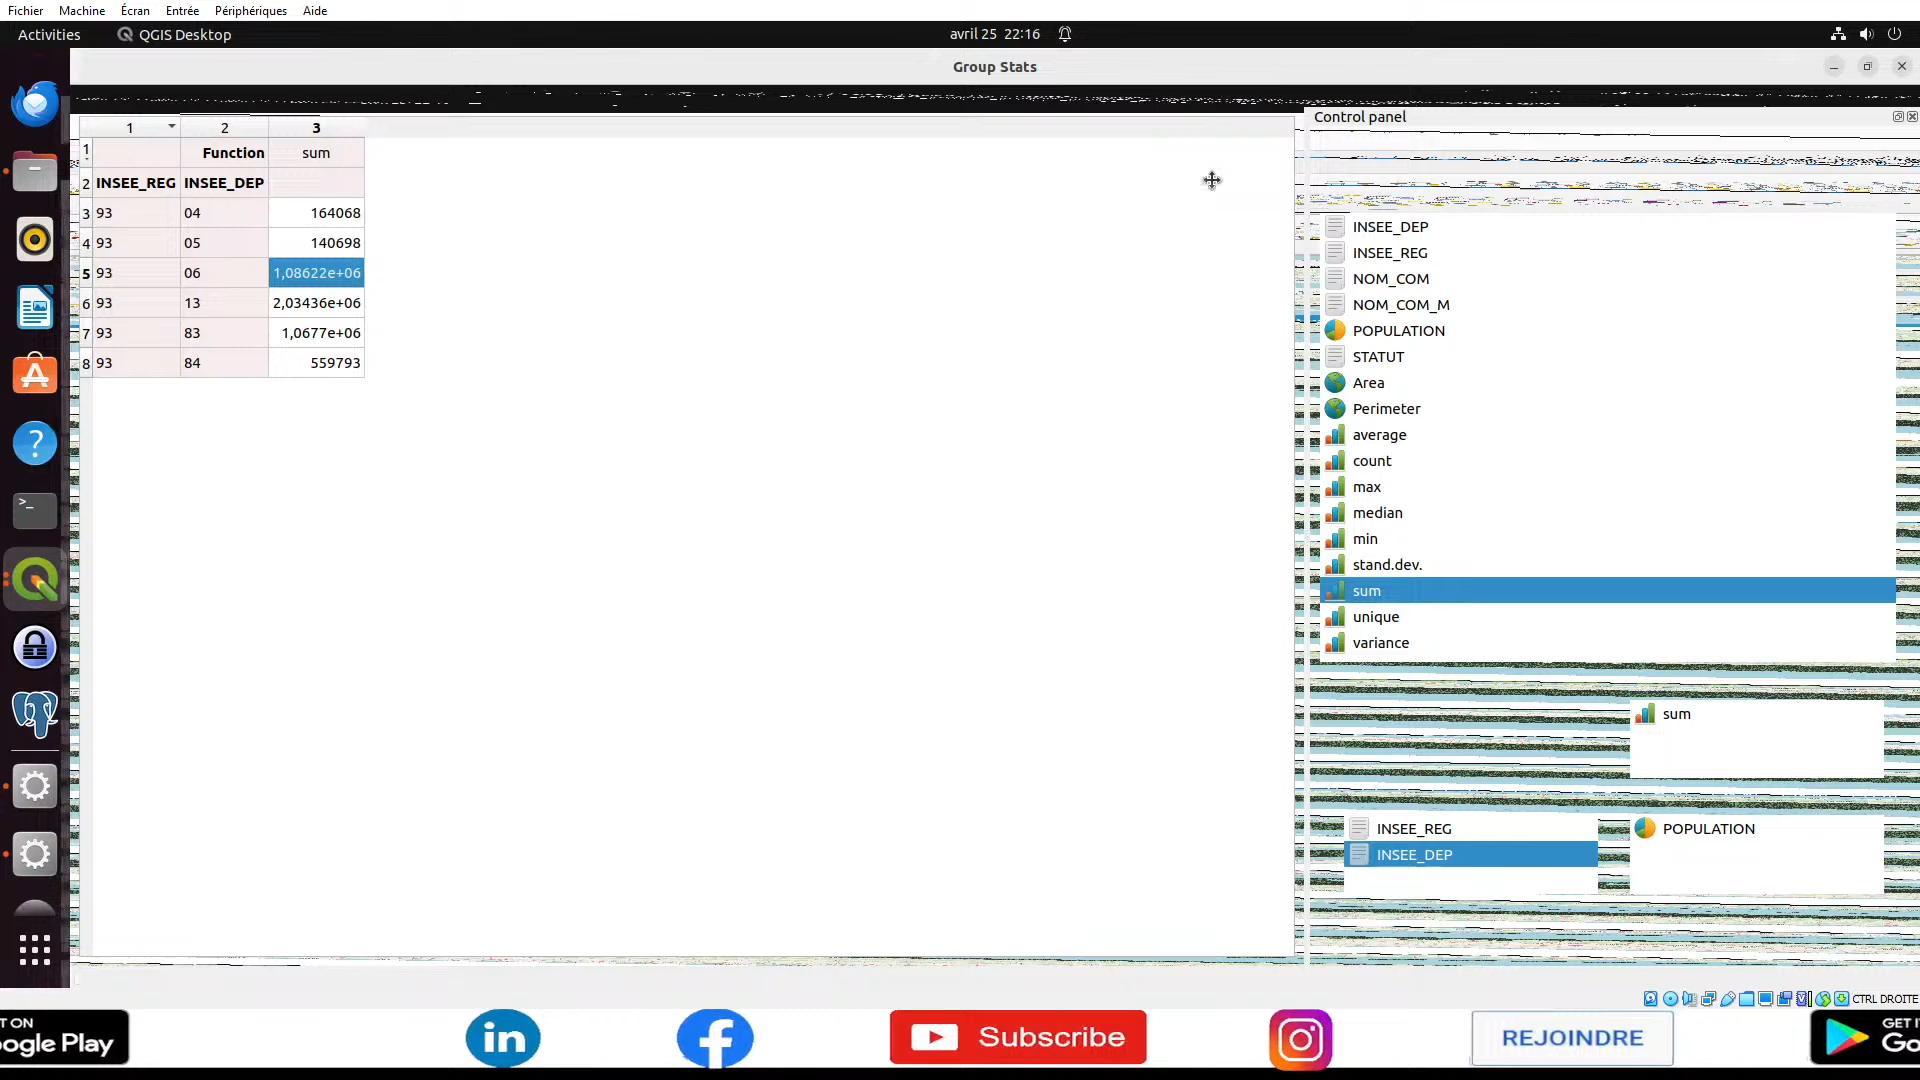 Fichier Machine Écran Entrée Périphériques Aide
Activities QGIS Desktop avril 25 22:16
Group Stats
Control panel
1 2 3
1 Function sum
2 INSEE_REG INSEE_DEP
3 93 04 164068
4 93 05 140698
5 93 06 1,08622e+06
6 93 13 2,03436e+06
7 93 83 1,0677e+06
8 93 84 559793
INSEE_DEP
INSEE_REG
NOM_COM
NOM_COM_M
POPULATION
STATUT
Area
Perimeter
average
count
max
median
min
stand.dev.
sum
unique
variance
sum
INSEE_REG
INSEE_DEP
POPULATION
CTRL DROITE
T ON
oogle Play
in
f
Subscribe
REJOINDRE
GET I
Go